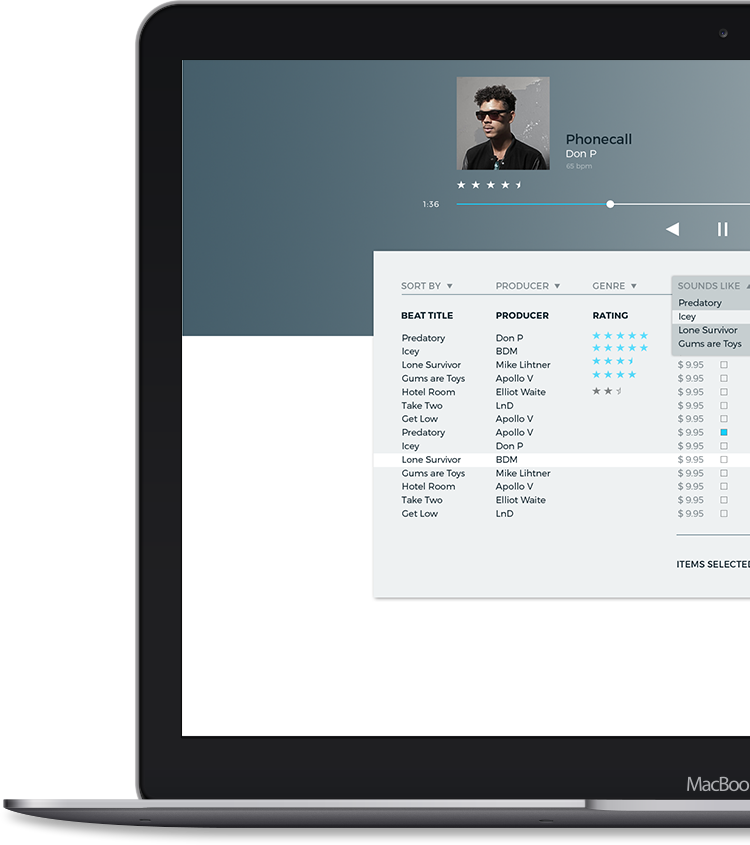 Phonecall
Don P
68 bpm
1:36
SORT BY ▼ PRODUCER ▼ GENRE ▼ SOUNDS LIKE
Predatory
Icey
Lone Survivor
Gums are Toys
BEAT TITLE PRODUCER RATING
Predatory Don P
Icey BDM
Lone Survivor Mike Lihtner $ 9.95
Gums are Toys Apollo V $ 9.95
Hotel Room Elliot Waite $ 9.95
Take Two LnD $ 9.95
Get Low Apollo V $ 9.95
Predatory Apollo V $ 9.95
Icey Don P $ 9.95
Lone Survivor BDM $ 9.95
Gums are Toys Mike Lihtner $ 9.95
Hotel Room Apollo V $ 9.95
Take Two Elliot Waite $ 9.95
Get Low LnD $ 9.95
ITEMS SELECTED
MacBoo